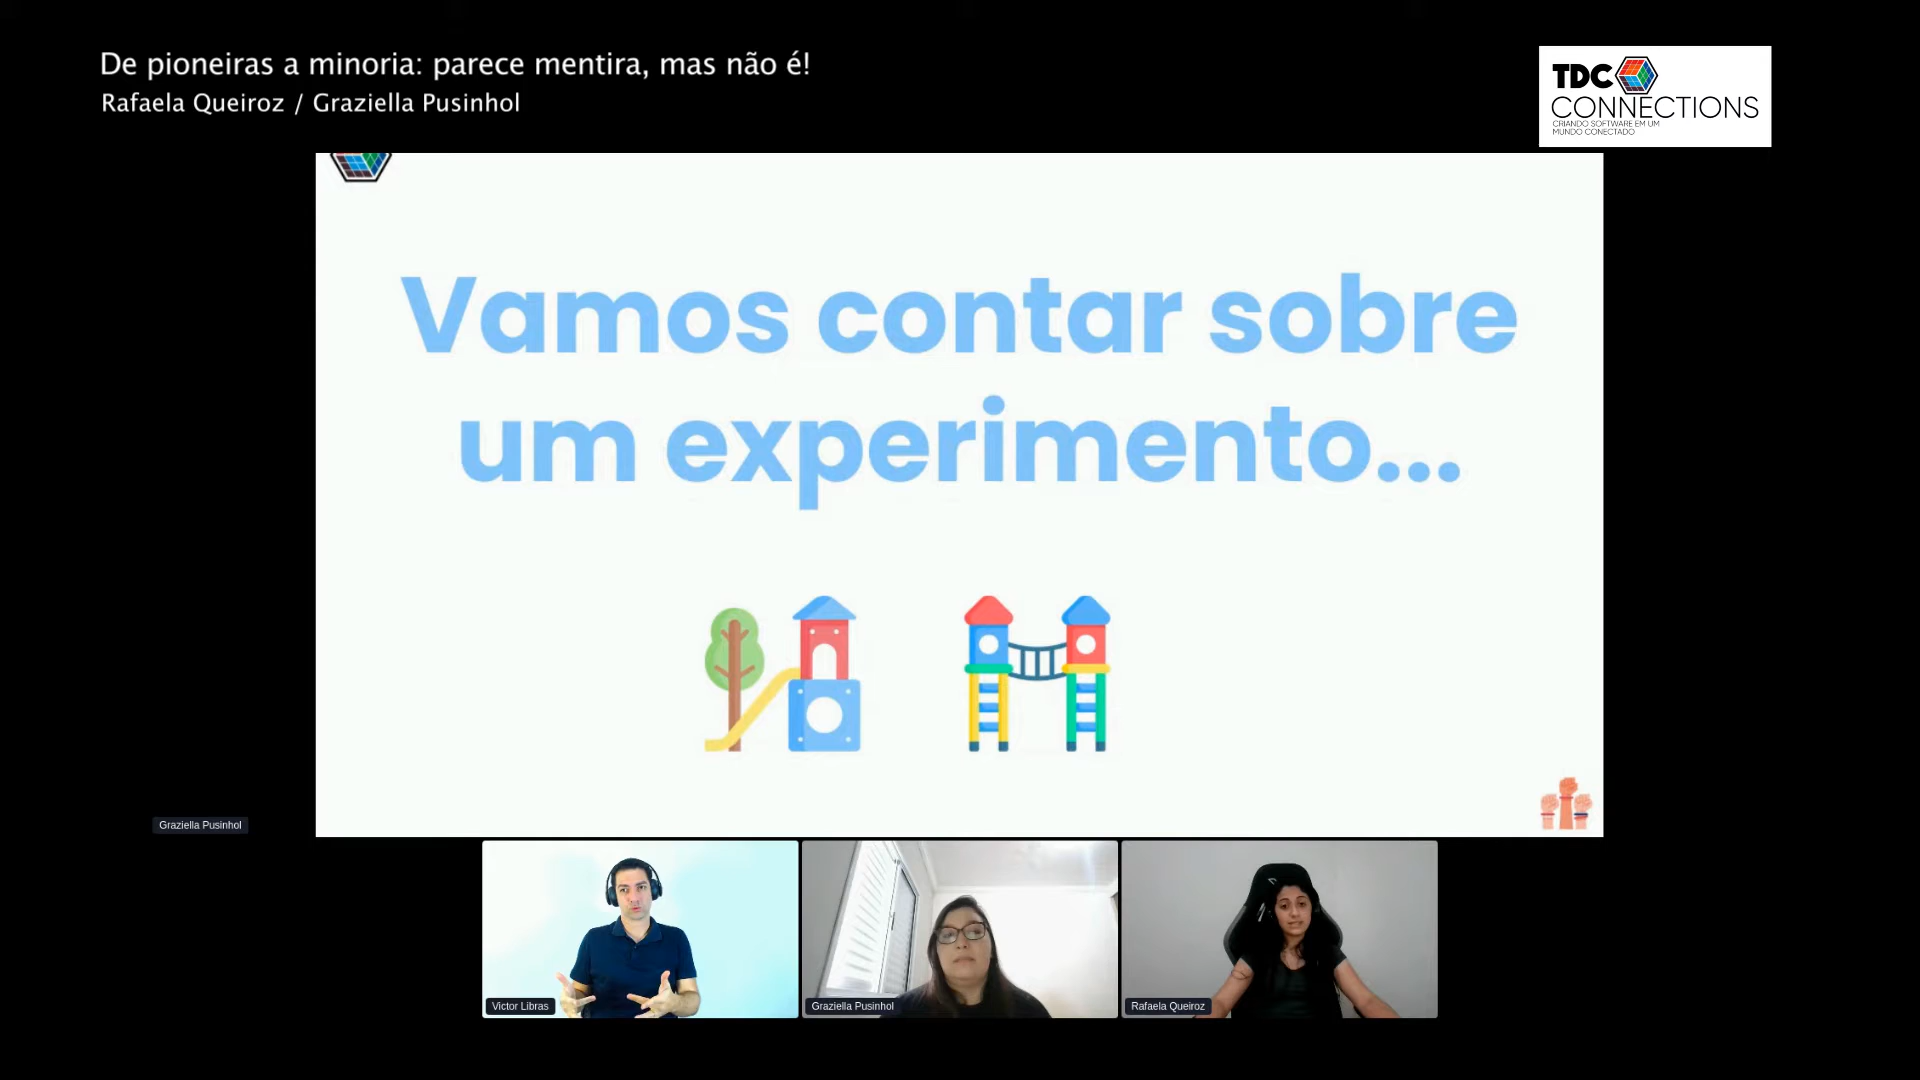 De pioneiras a minoria: parece mentira, mas não é!
Rafaela Queiroz / Graziella Pusinhol
TDC
CONNECTIONS
CRIANDO SOFTWARE EM UM
MUNDO CONECTADO
Vamos contar sobre
um experimento...
Graziella Pusinhol
Victor Libras
Graziella Pusinhol
Rafaela Queiroz